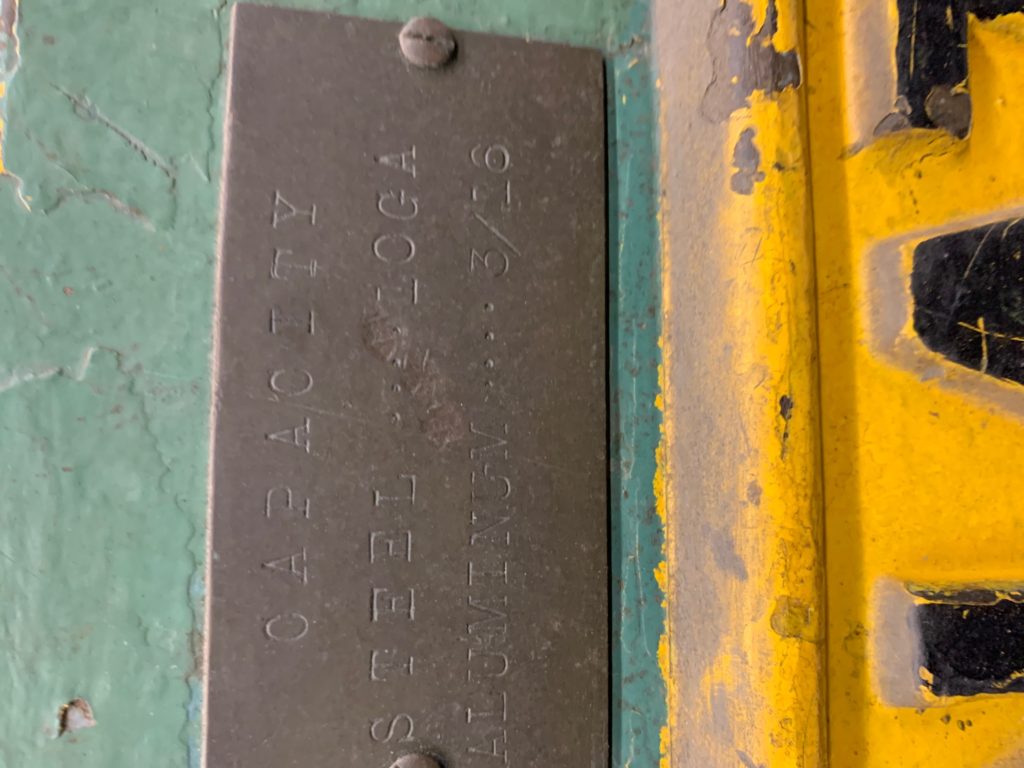 CAPACITY
STEEL.....10GA
ALUMINUM.....3/16